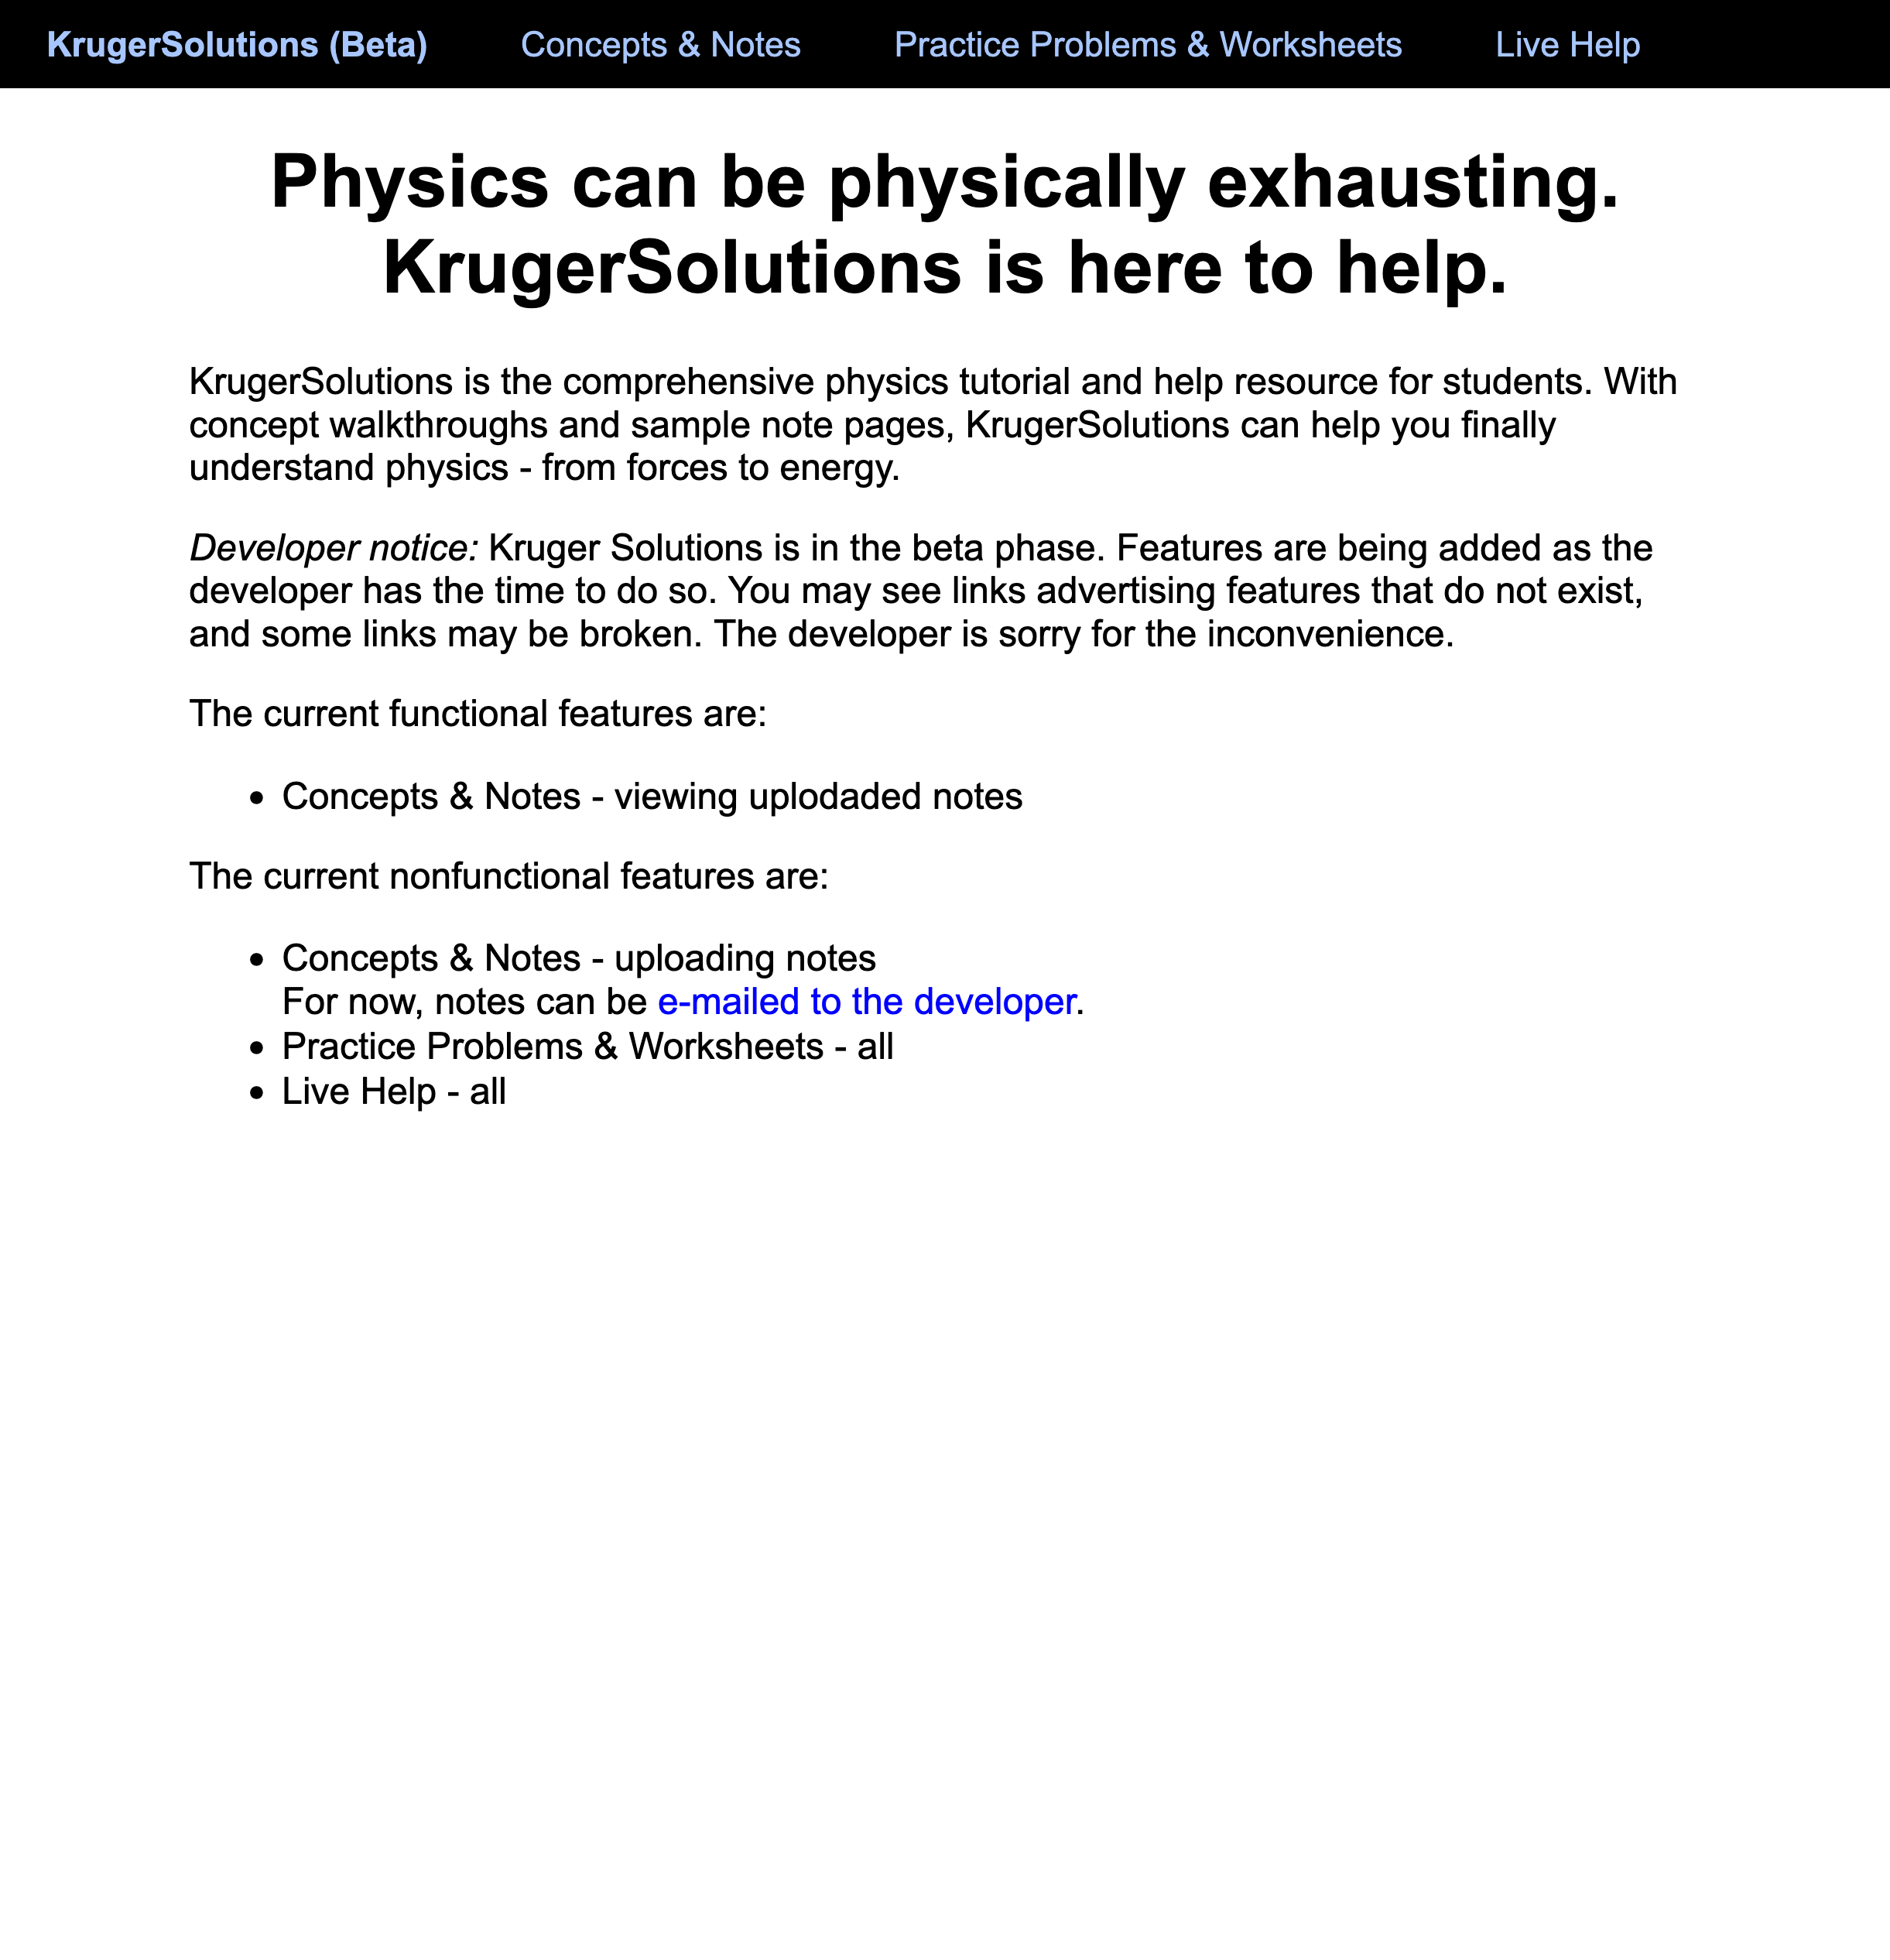 KrugerSolutions (Beta) Concepts & Notes Practice Problems & Worksheets Live Help
Physics can be physically exhausting.
KrugerSolutions is here to help.
KrugerSolutions is the comprehensive physics tutorial and help resource for students. With
concept walkthroughs and sample note pages, KrugerSolutions can help you finally
understand physics - from forces to energy.
Developer notice: Kruger Solutions is in the beta phase. Features are being added as the
developer has the time to do so. You may see links advertising features that do not exist,
and some links may be broken. The developer is sorry for the inconvenience.
The current functional features are:
• Concepts & Notes - viewing uplodaded notes
The current nonfunctional features are:
• Concepts & Notes - uploading notes
For now, notes can be e-mailed to the developer.
• Practice Problems & Worksheets - all
• Live Help - all